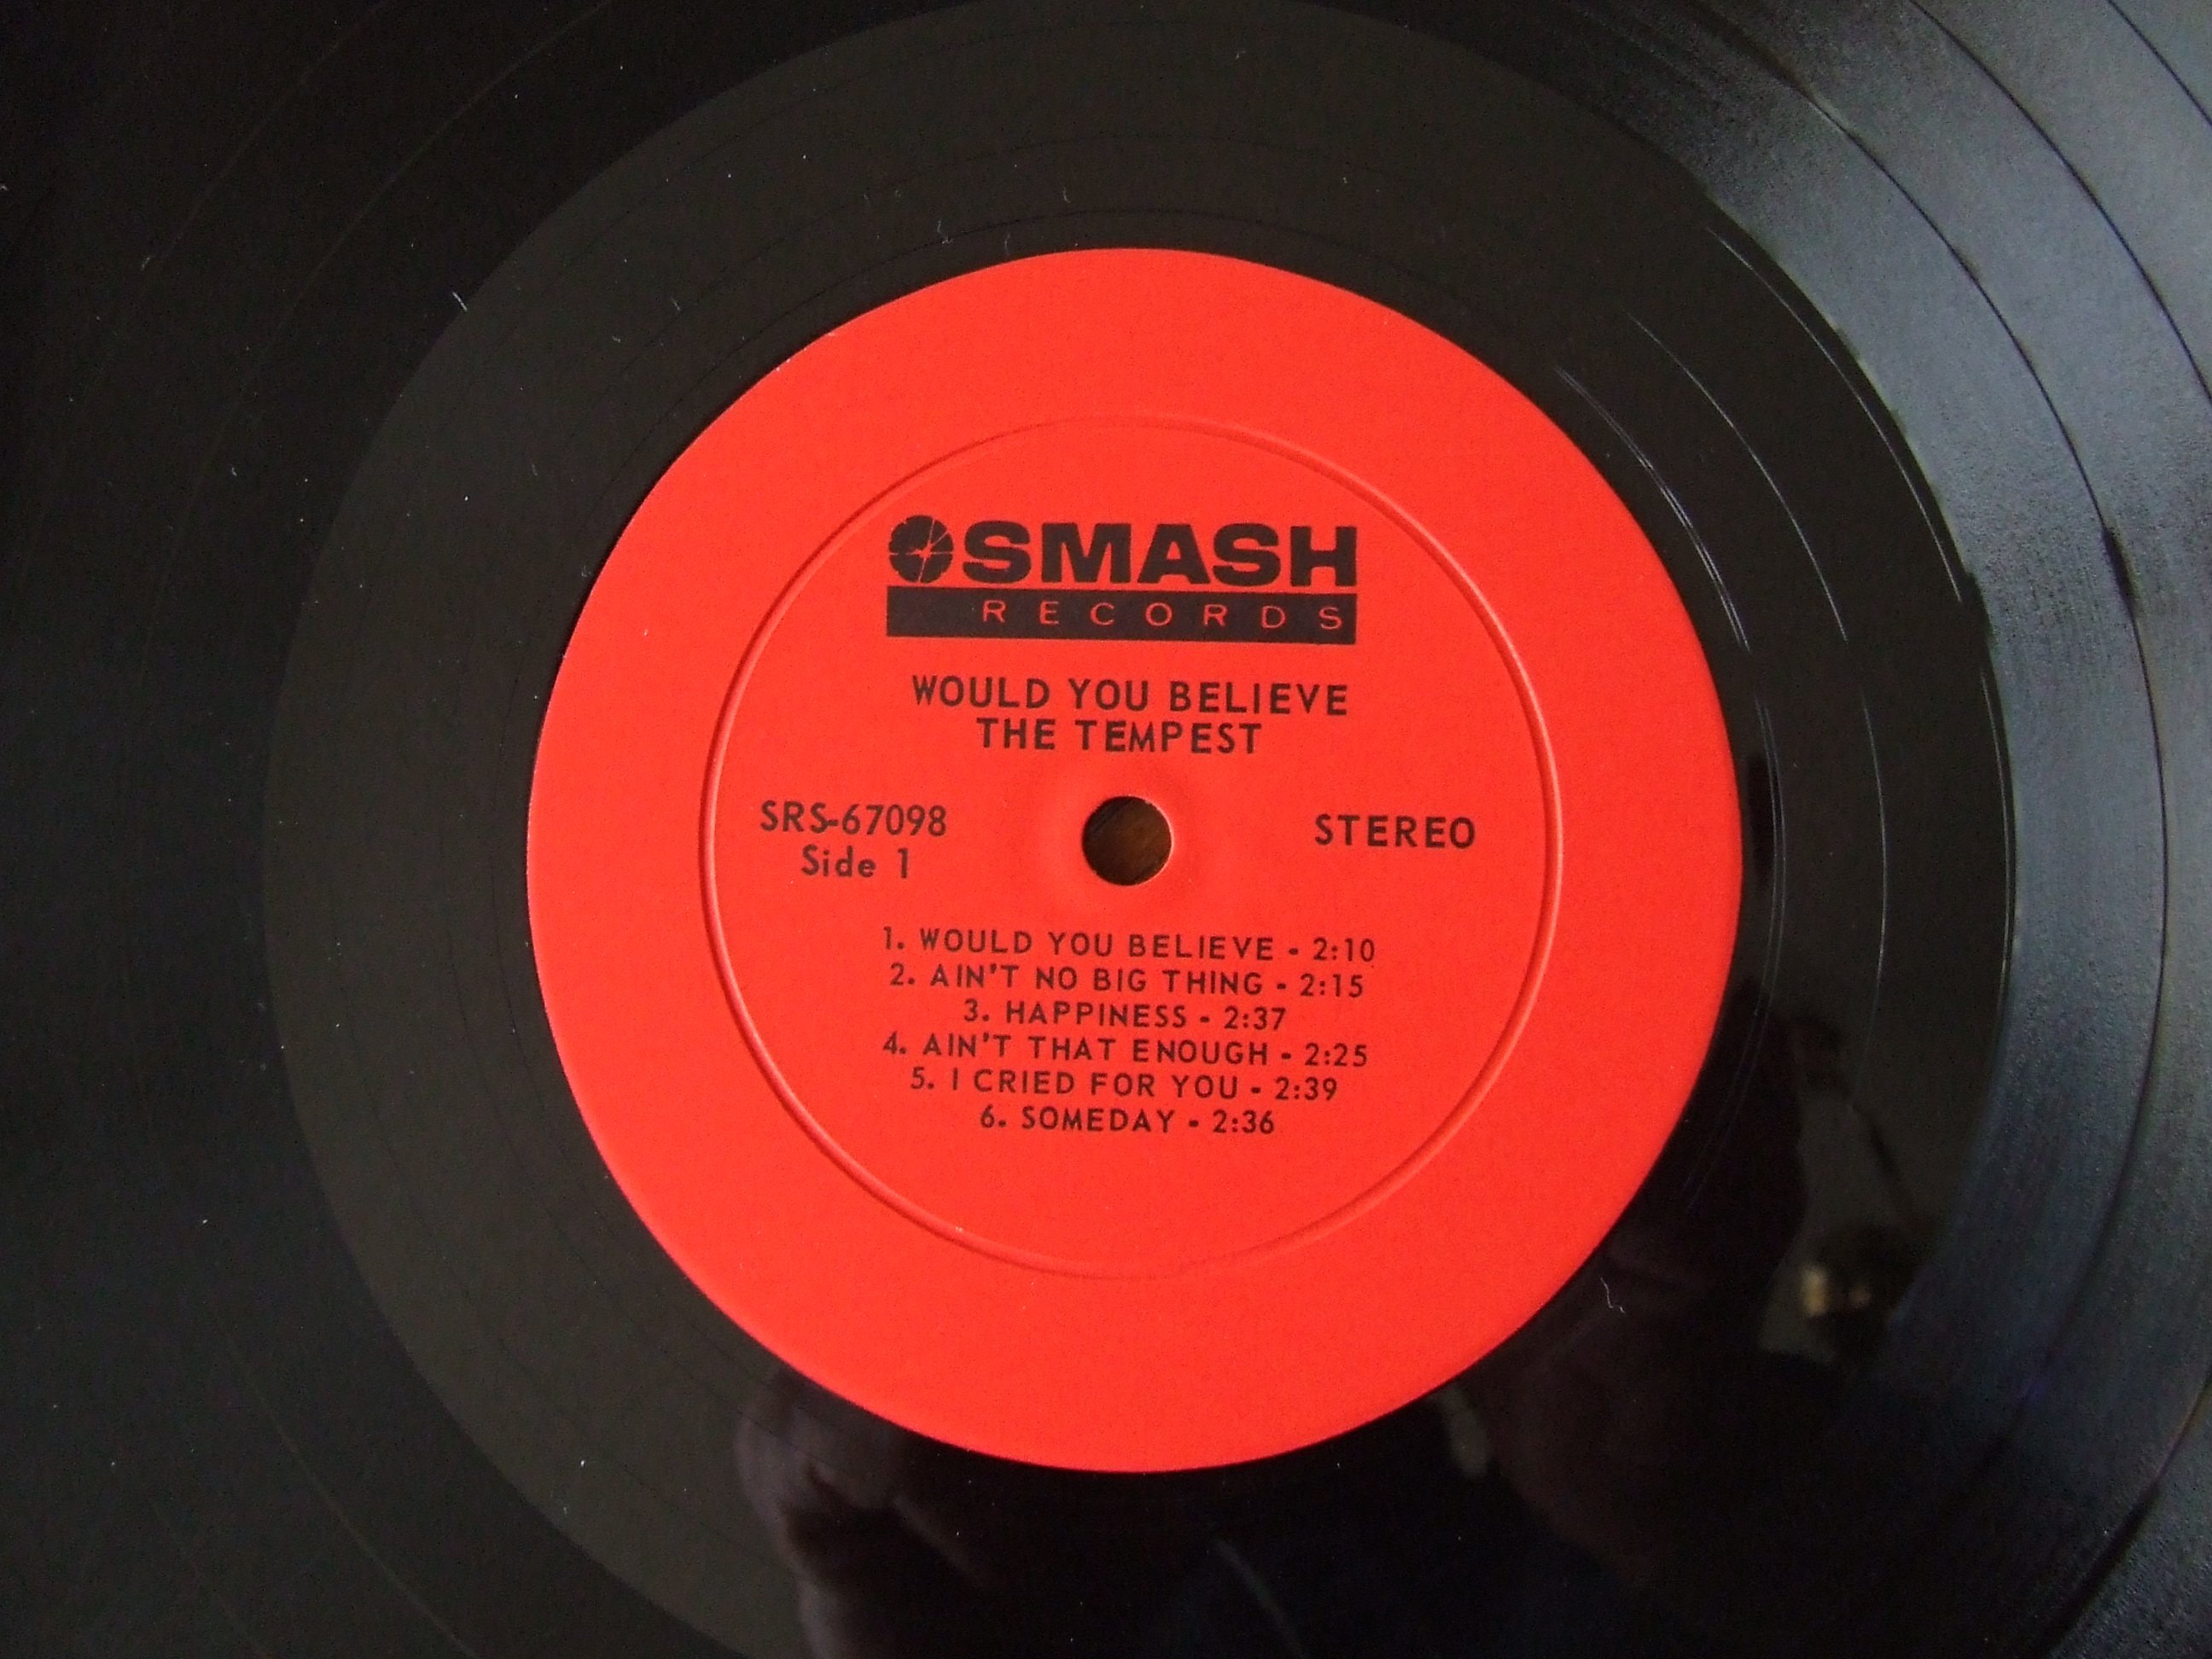 SMASH
RECORDS
WOULD YOU BELIEVE
THE TEMPEST
SRS-67098
Side 1
STEREO
1. WOULD YOU BELIEVE - 2:10
2. AIN'T NO BIG THING - 2:15
3. HAPPINESS - 2:37
4. AIN'T THAT ENOUGH - 2:25
5. I CRIED FOR YOU - 2:39
6. SOMEDAY - 2:36